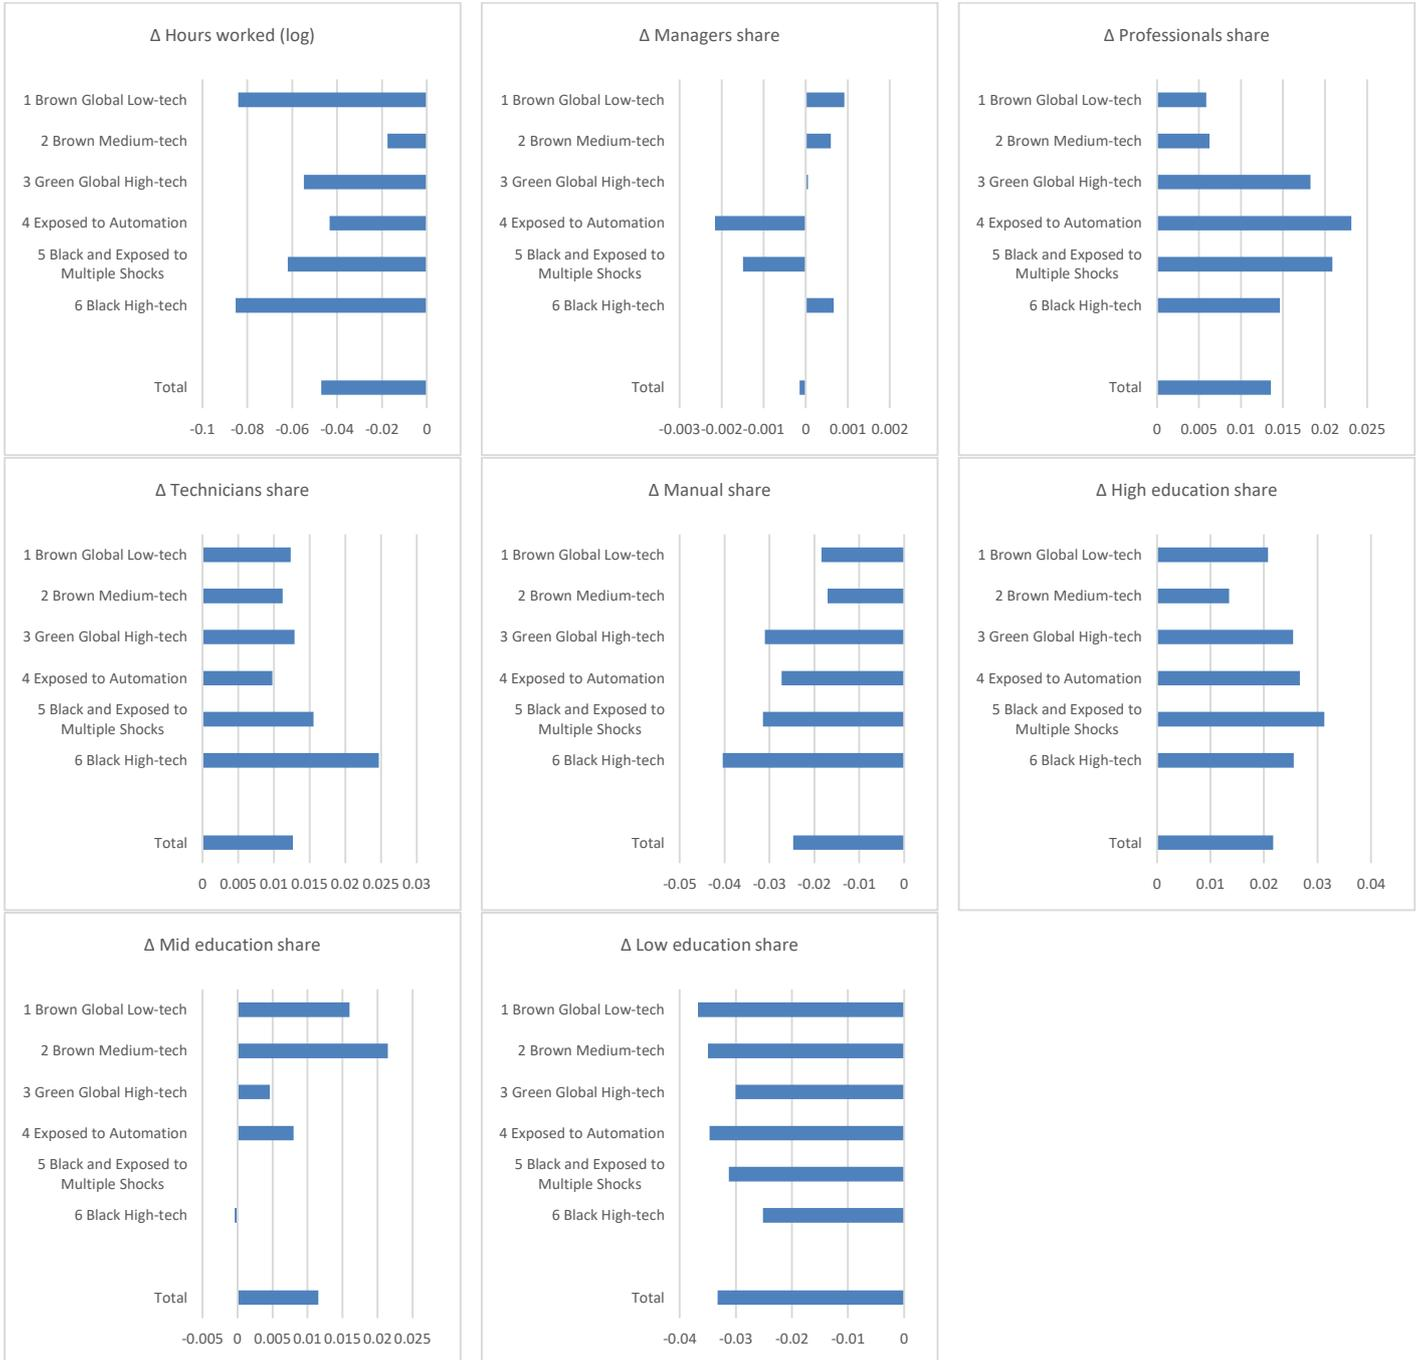 Δ Hours worked (log)
1 Brown Global Low-tech
2 Brown Medium-tech
3 Green Global High-tech
4 Exposed to Automation
5 Black and Exposed to
Multiple Shocks
6 Black High-tech
Total
-0.1 -0.08 -0.06 -0.04 -0.02 0
Δ Managers share
1 Brown Global Low-tech
2 Brown Medium-tech
3 Green Global High-tech
4 Exposed to Automation
5 Black and Exposed to
Multiple Shocks
6 Black High-tech
Total
-0.003 -0.002 -0.001 0 0.001 0.002
Δ Professionals share
1 Brown Global Low-tech
2 Brown Medium-tech
3 Green Global High-tech
4 Exposed to Automation
5 Black and Exposed to
Multiple Shocks
6 Black High-tech
Total
0 0.005 0.01 0.015 0.02 0.025
Δ Technicians share
1 Brown Global Low-tech
2 Brown Medium-tech
3 Green Global High-tech
4 Exposed to Automation
5 Black and Exposed to
Multiple Shocks
6 Black High-tech
Total
0 0.005 0.01 0.015 0.02 0.025 0.03
Δ Manual share
1 Brown Global Low-tech
2 Brown Medium-tech
3 Green Global High-tech
4 Exposed to Automation
5 Black and Exposed to
Multiple Shocks
6 Black High-tech
Total
-0.05 -0.04 -0.03 -0.02 -0.01 0
Δ High education share
1 Brown Global Low-tech
2 Brown Medium-tech
3 Green Global High-tech
4 Exposed to Automation
5 Black and Exposed to
Multiple Shocks
6 Black High-tech
Total
0 0.01 0.02 0.03 0.04
Δ Mid education share
1 Brown Global Low-tech
2 Brown Medium-tech
3 Green Global High-tech
4 Exposed to Automation
5 Black and Exposed to
Multiple Shocks
6 Black High-tech
Total
-0.005 0 0.005 0.01 0.015 0.02 0.025
Δ Low education share
1 Brown Global Low-tech
2 Brown Medium-tech
3 Green Global High-tech
4 Exposed to Automation
5 Black and Exposed to
Multiple Shocks
6 Black High-tech
Total
-0.04 -0.03 -0.02 -0.01 0